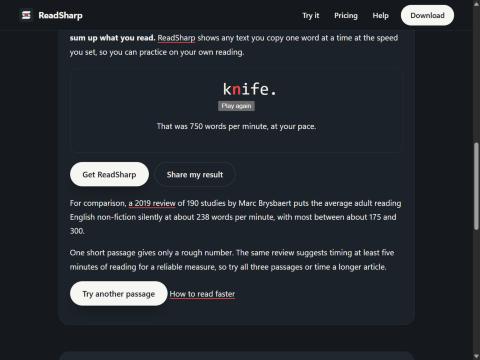 ReadSharp
Try it
Pricing
Help
Download
sum up what you read. ReadSharp shows any text you copy one word at a time at the speed
you set, so you can practice on your own reading.
knife.
Play again
That was 750 words per minute, at your pace.
Get ReadSharp
Share my result
For comparison, a 2019 review of 190 studies by Marc Brysbaert puts the average adult reading
English non-fiction silently at about 238 words per minute, with most between about 175 and
300.
One short passage gives only a rough number. The same review suggests timing at least five
minutes of reading for a reliable measure, so try all three passages or time a longer article.
Try another passage
How to read faster